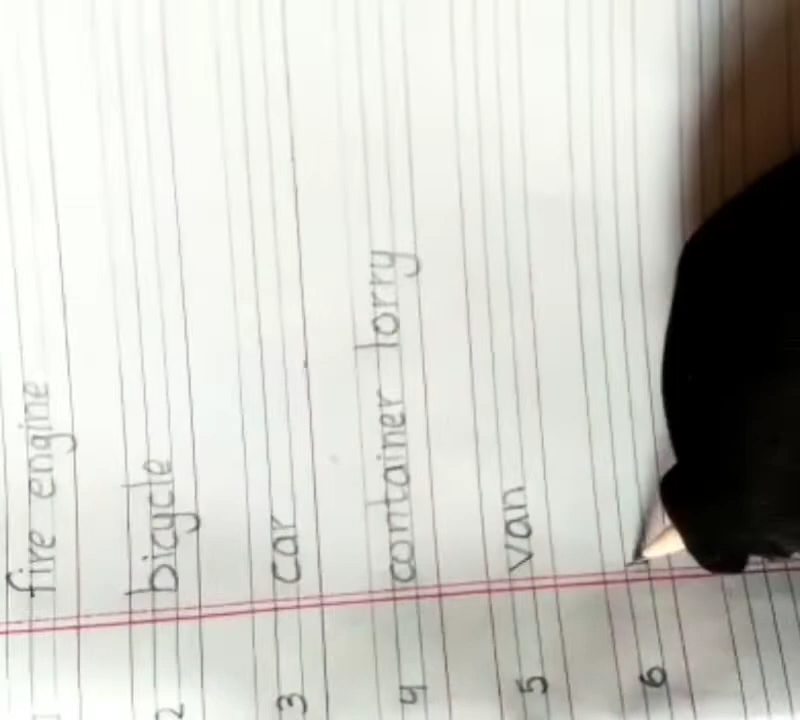 1 fire engine
2 bicycle
3 car
4 container lorry
5 van
6